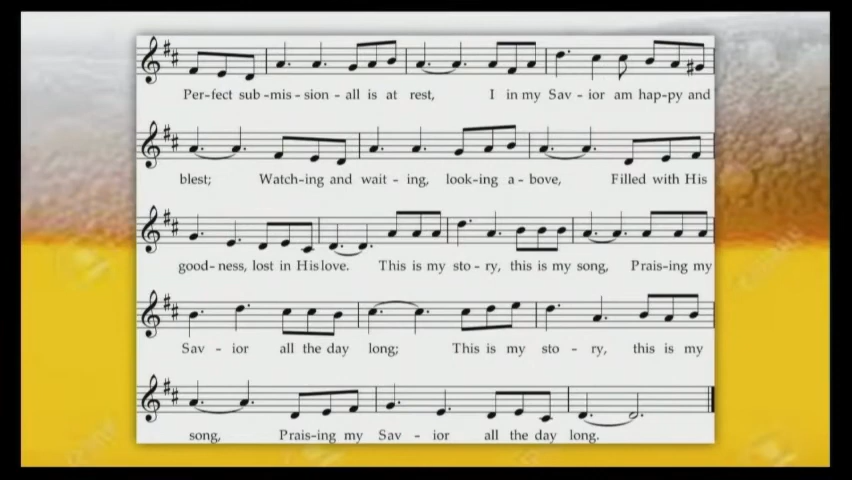 Per-fect sub-mis-sion-all is at rest, I in my Sav-ior am hap-py and
blest; Watch-ing and wait-ing, look-ing a-bove, Filled with His
good-ness, lost in His love. This is my sto-ry, this is my song, Prais-ing my
Sav-ior all the day long; This is my sto-ry, this is my
song, Prais-ing my Sav-ior all the day long.